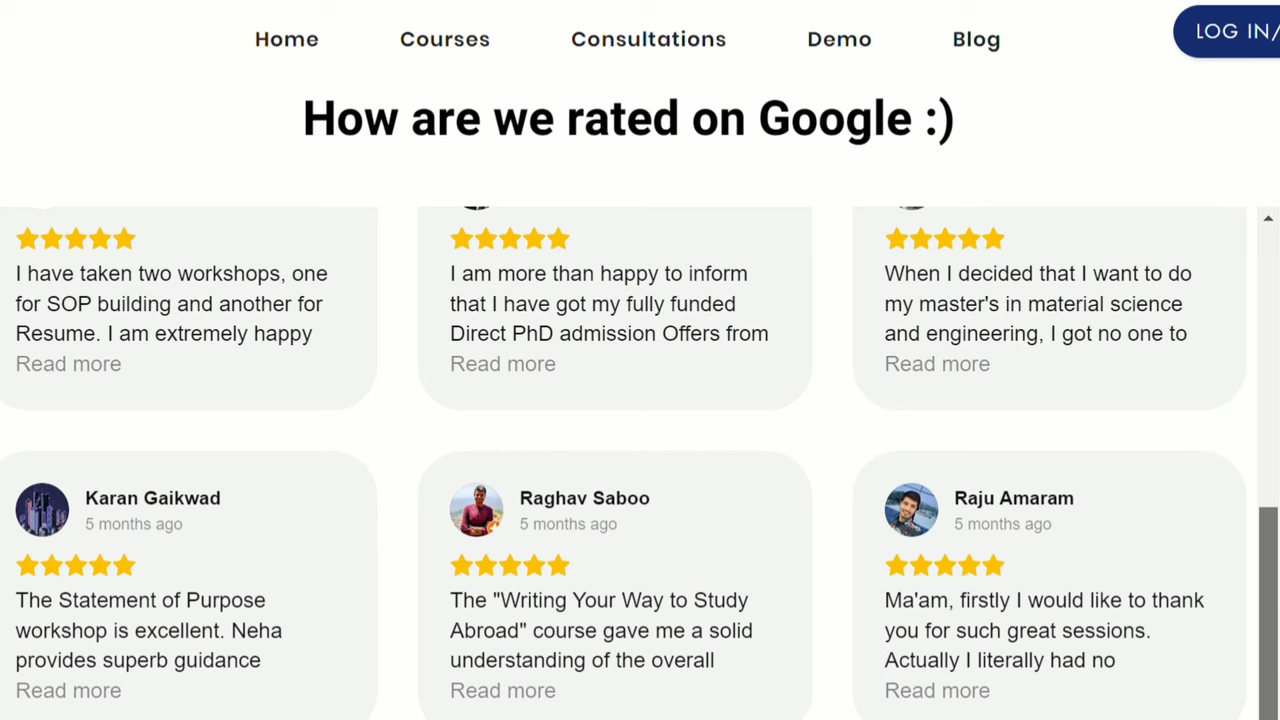 Home Courses Consultations Demo Blog LOG IN/
How are we rated on Google :)
I have taken two workshops, one
for SOP building and another for
Resume. I am extremely happy
Read more
I am more than happy to inform
that I have got my fully funded
Direct PhD admission Offers from
Read more
When I decided that I want to do
my master's in material science
and engineering, I got no one to
Read more
Karan Gaikwad
5 months ago
The Statement of Purpose
workshop is excellent. Neha
provides superb guidance
Read more
Raghav Saboo
5 months ago
The "Writing Your Way to Study
Abroad" course gave me a solid
understanding of the overall
Read more
Raju Amaram
5 months ago
Ma'am, firstly I would like to thank
you for such great sessions.
Actually I literally had no
Read more